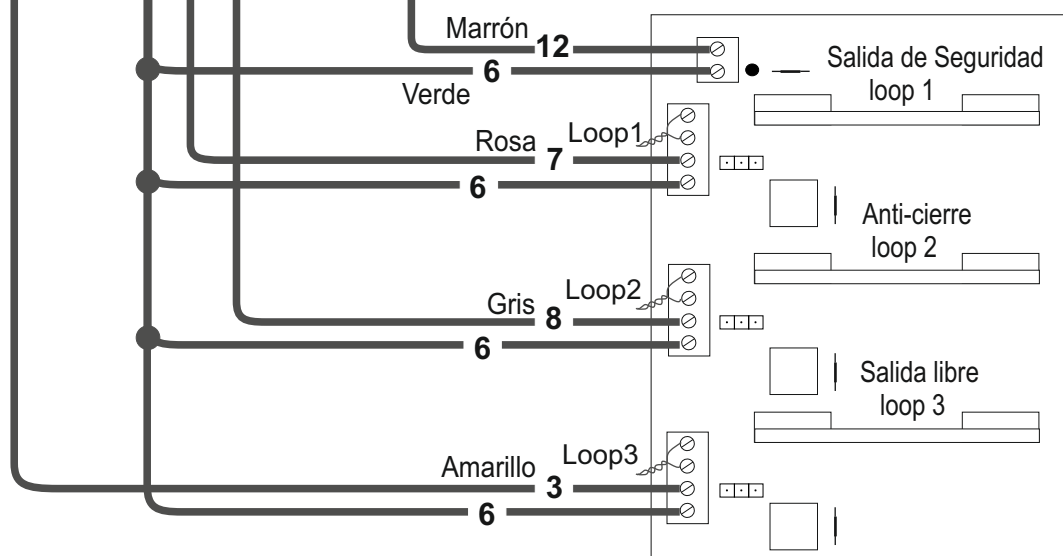 Marrón
12
6
Verde
Salida de Seguridad
loop 1
Rosa
7
Loop1
6
Anti-cierre
loop 2
Gris
8
Loop2
6
Salida libre
loop 3
Amarillo
3
Loop3
6